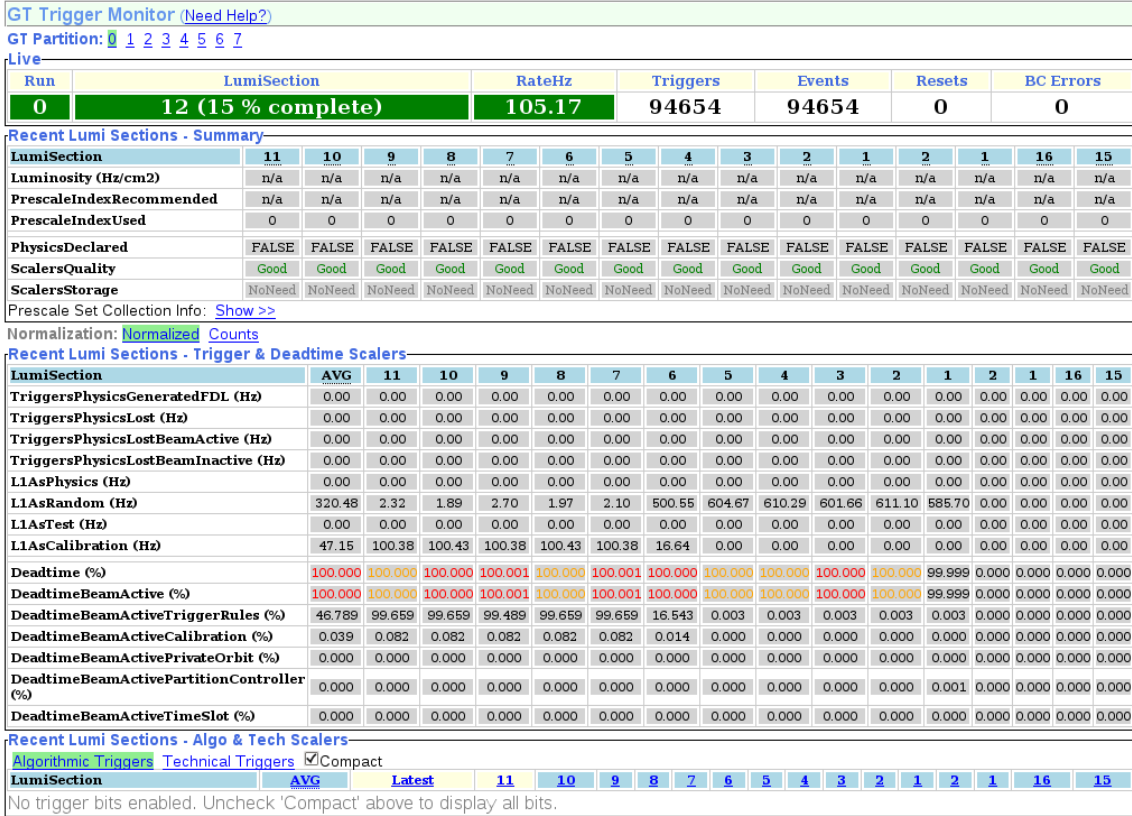 GT Trigger Monitor (Need Help?)
GT Partition: 0 1 2 3 4 5 6 7
Live
Run LumiSection RateHz Triggers Events Resets BC Errors
0 12 (15 % complete) 105.17 94654 94654 0 0
Recent Lumi Sections - Summary
LumiSection 11 10 9 8 7 6 5 4 3 2 1 2 1 16 15
Luminosity (Hz/cm2) n/a n/a n/a n/a n/a n/a n/a n/a n/a n/a n/a n/a n/a n/a n/a
PrescaleIndexRecommended n/a n/a n/a n/a n/a n/a n/a n/a n/a n/a n/a n/a n/a n/a n/a
PrescaleIndexUsed 0 0 0 0 0 0 0 0 0 0 0 0 0 0 0
PhysicsDeclared FALSE FALSE FALSE FALSE FALSE FALSE FALSE FALSE FALSE FALSE FALSE FALSE FALSE FALSE FALSE
ScalersQuality Good Good Good Good Good Good Good Good Good Good Good Good Good Good Good
ScalersStorage NoNeed NoNeed NoNeed NoNeed NoNeed NoNeed NoNeed NoNeed NoNeed NoNeed NoNeed NoNeed NoNeed NoNeed NoNeed
Prescale Set Collection Info: Show >>
Normalization: Normalized Counts
Recent Lumi Sections - Trigger & Deadtime Scalers
LumiSection AVG 11 10 9 8 7 6 5 4 3 2 1 2 1 16 15
TriggersPhysicsGeneratedFDL (Hz) 0.00 0.00 0.00 0.00 0.00 0.00 0.00 0.00 0.00 0.00 0.00 0.00 0.00 0.00 0.00 0.00
TriggersPhysicsLost (Hz) 0.00 0.00 0.00 0.00 0.00 0.00 0.00 0.00 0.00 0.00 0.00 0.00 0.00 0.00 0.00 0.00
TriggersPhysicsLostBeamActive (Hz) 0.00 0.00 0.00 0.00 0.00 0.00 0.00 0.00 0.00 0.00 0.00 0.00 0.00 0.00 0.00 0.00
TriggersPhysicsLostBeamInactive (Hz) 0.00 0.00 0.00 0.00 0.00 0.00 0.00 0.00 0.00 0.00 0.00 0.00 0.00 0.00 0.00 0.00
L1AsPhysics (Hz) 0.00 0.00 0.00 0.00 0.00 0.00 0.00 0.00 0.00 0.00 0.00 0.00 0.00 0.00 0.00 0.00
L1AsRandom (Hz) 320.48 2.32 1.89 2.70 1.97 2.10 500.55 604.67 610.29 601.66 611.10 585.70 0.00 0.00 0.00 0.00
L1AsTest (Hz) 0.00 0.00 0.00 0.00 0.00 0.00 0.00 0.00 0.00 0.00 0.00 0.00 0.00 0.00 0.00 0.00
L1AsCalibration (Hz) 47.15 100.38 100.43 100.38 100.43 100.38 16.64 0.00 0.00 0.00 0.00 0.00 0.00 0.00 0.00 0.00
Deadtime (%) 100.000 100.000 100.000 100.001 100.000 100.001 100.000 100.000 100.000 100.000 100.000 99.999 0.000 0.000 0.000 0.000
DeadtimeBeamActive (%) 100.000 100.000 100.000 100.001 100.000 100.001 100.000 100.000 100.000 100.000 100.000 99.999 0.000 0.000 0.000 0.000
DeadtimeBeamActiveTriggerRules (%) 46.789 99.659 99.659 99.489 99.659 99.659 16.543 0.003 0.003 0.003 0.003 0.003 0.000 0.000 0.000 0.000
DeadtimeBeamActiveCalibration (%) 0.039 0.082 0.082 0.082 0.082 0.082 0.014 0.000 0.000 0.000 0.000 0.000 0.000 0.000 0.000 0.000
DeadtimeBeamActivePrivateOrbit (%) 0.000 0.000 0.000 0.000 0.000 0.000 0.000 0.000 0.000 0.000 0.000 0.000 0.000 0.000 0.000 0.000
DeadtimeBeamActivePartitionController
(%) 0.000 0.000 0.000 0.000 0.000 0.000 0.000 0.000 0.000 0.000 0.000 0.001 0.000 0.000 0.000 0.000
DeadtimeBeamActiveTimeSlot (%) 0.000 0.000 0.000 0.000 0.000 0.000 0.000 0.000 0.000 0.000 0.000 0.000 0.000 0.000 0.000 0.000
Recent Lumi Sections - Algo & Tech Scalers
Algorithmic Triggers Technical Triggers Compact
LumiSection AVG Latest 11 10 9 8 7 6 5 4 3 2 1 2 1 16 15
No trigger bits enabled. Uncheck 'Compact' above to display all bits.